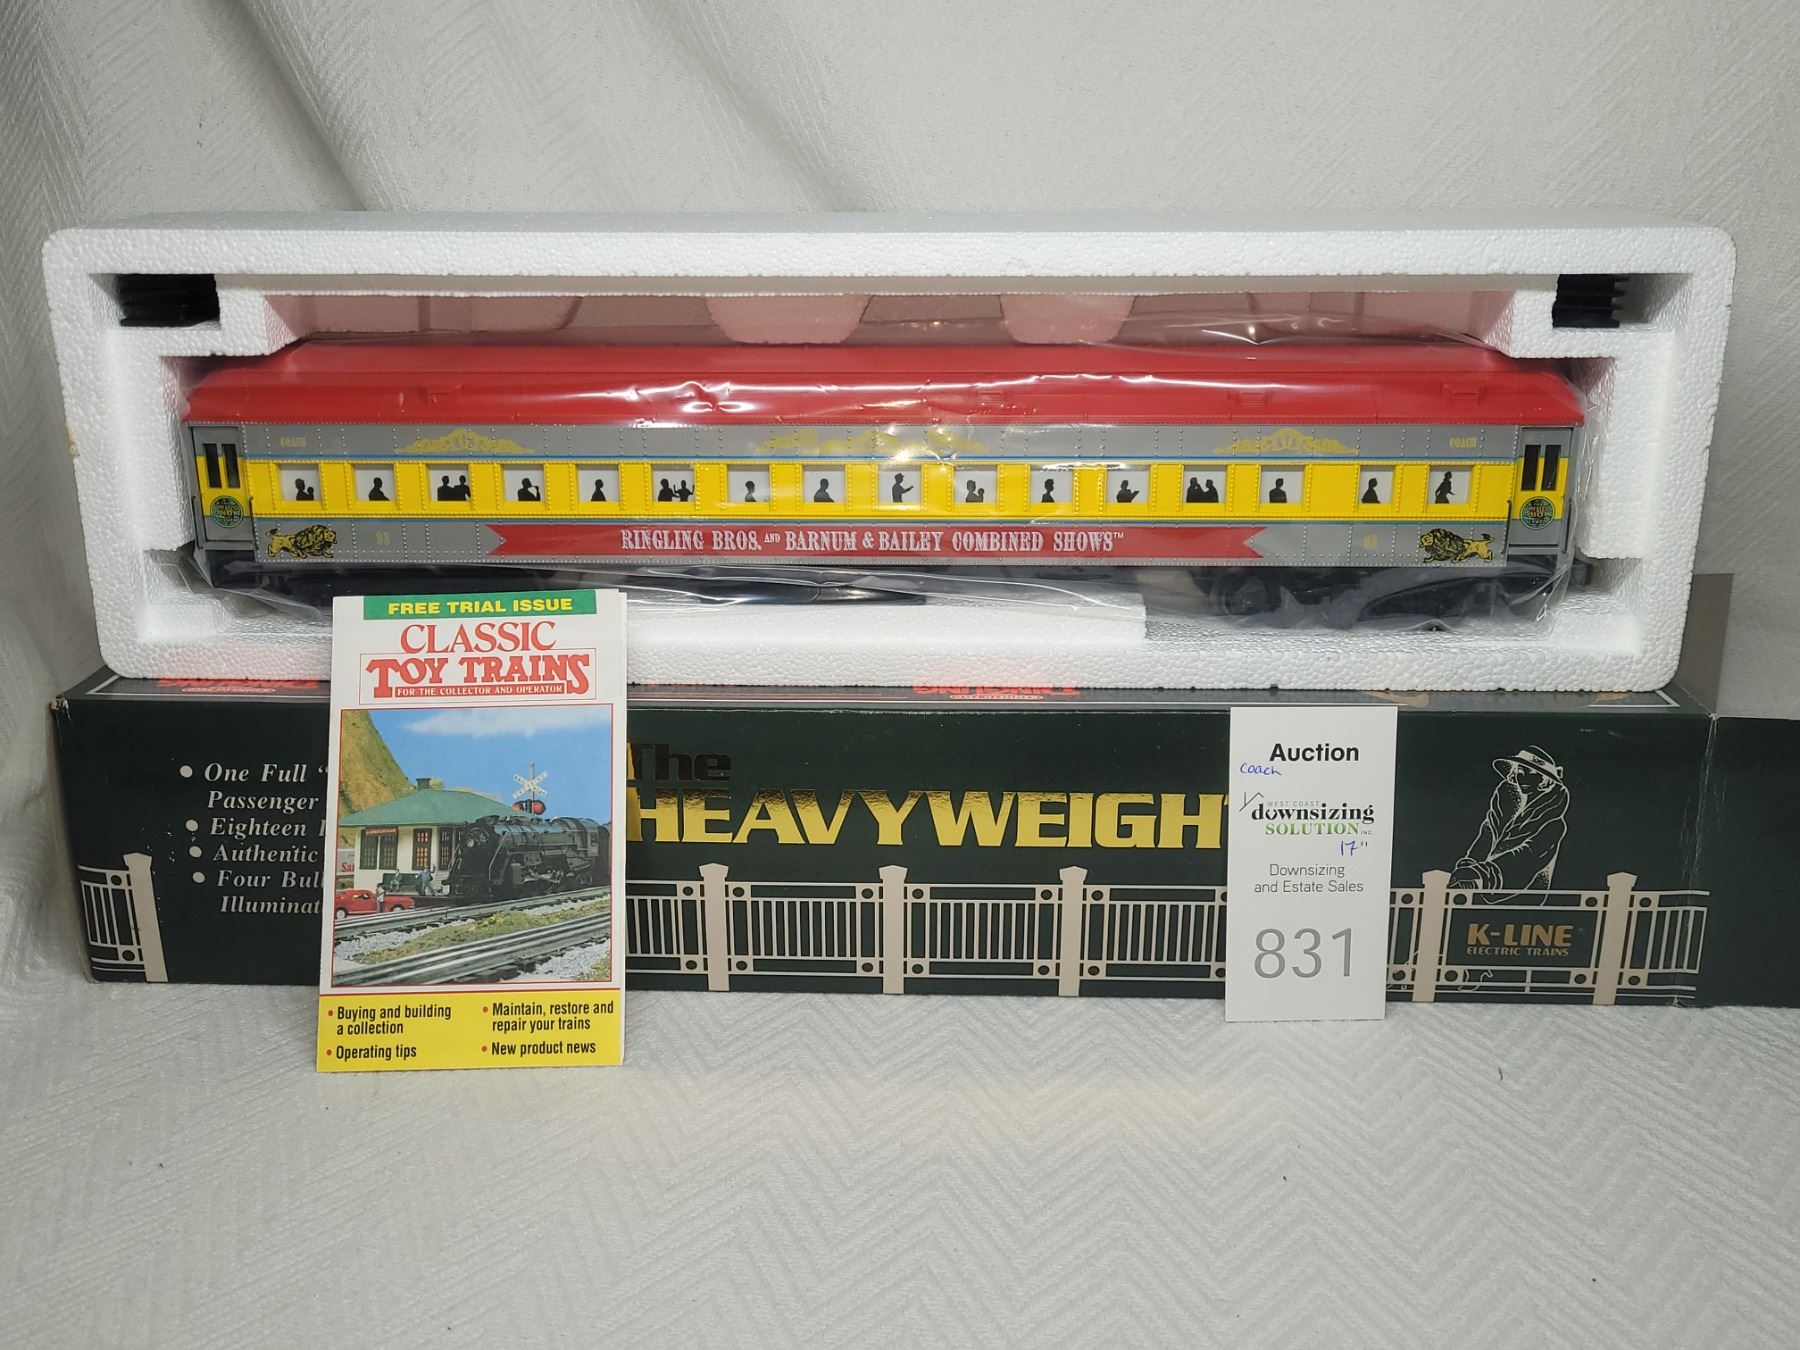 COACH
COACH
93
RINGLING BROS. AND BARNUM & BAILEY COMBINED SHOWS™
93
FREE TRIAL ISSUE
CLASSIC
TOY TRAINS
FOR THE COLLECTOR AND OPERATOR
• Buying and building
a collection
• Operating tips
• Maintain, restore and
repair your trains
• New product news
• One Full "
Passenger
• Eighteen
• Authentic
• Four Bul
Illuminat
The
HEAVYWEIGH
Auction
coach
WEST COAST
downsizing
SOLUTION INC.
17"
Downsizing
and Estate Sales
831
K-LINE®
ELECTRIC TRAINS